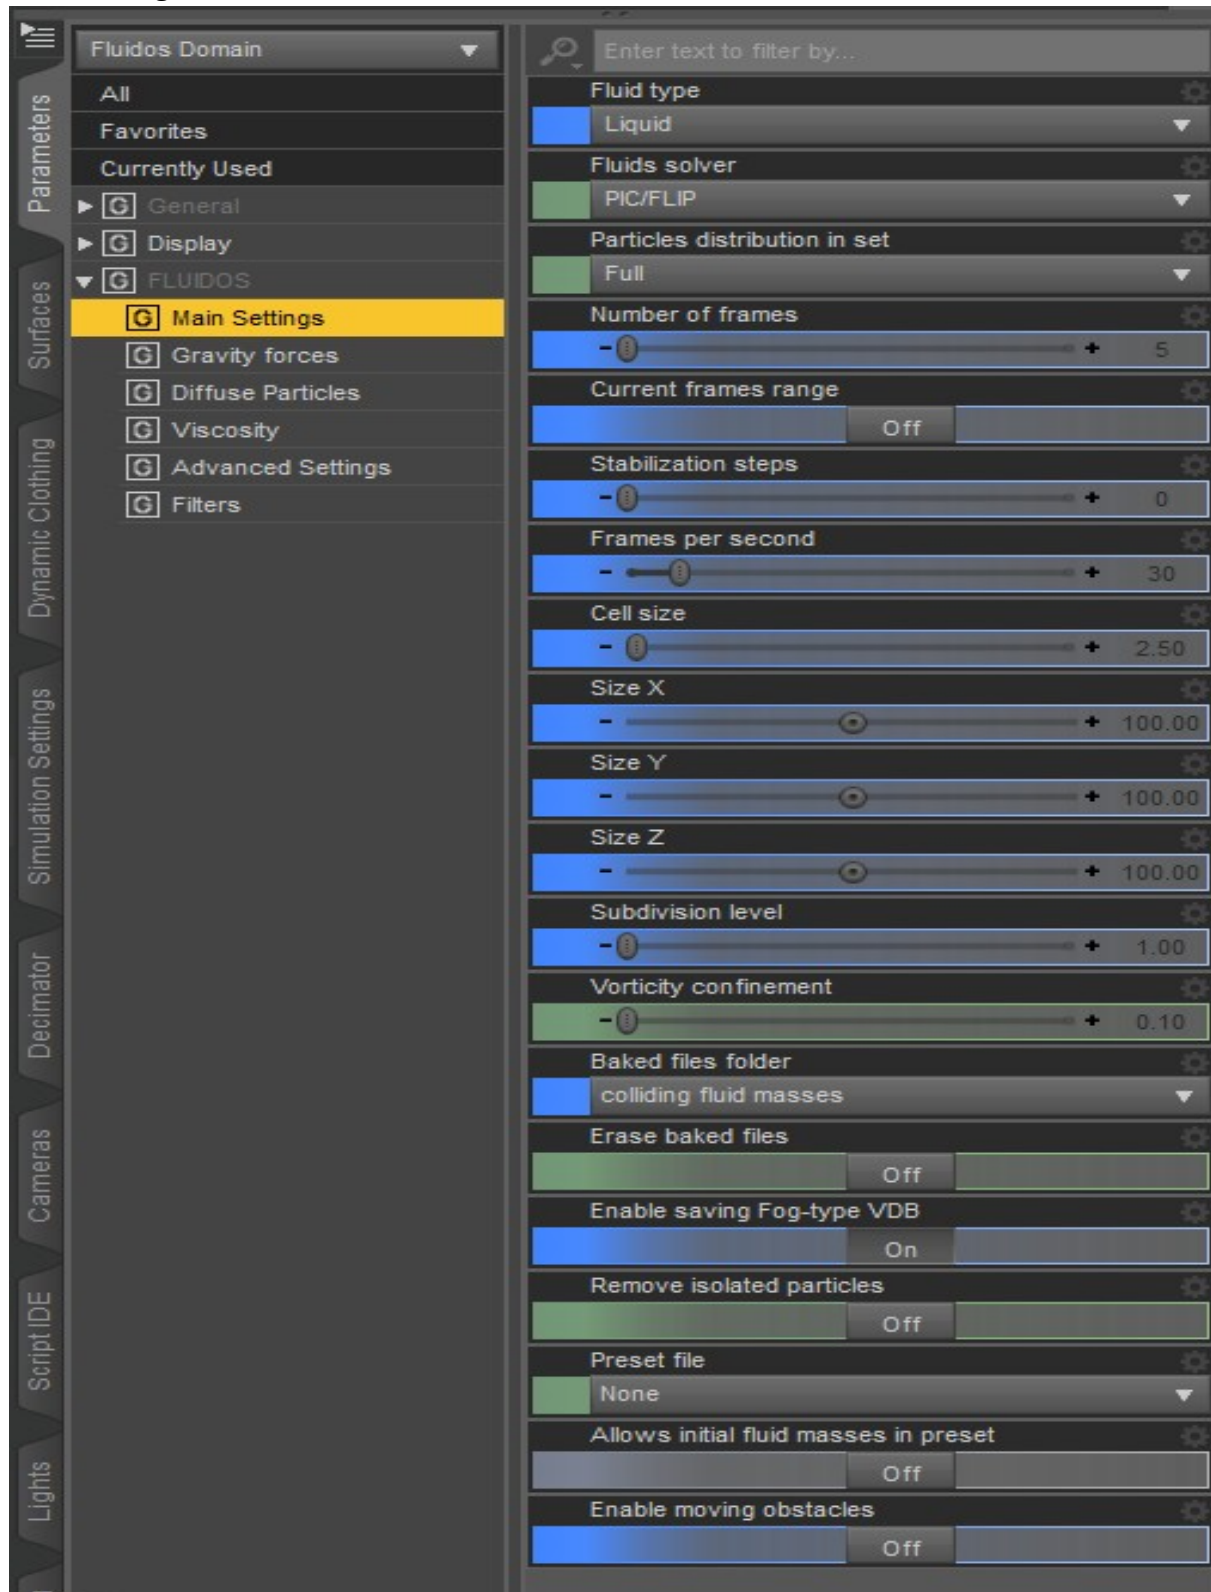 Parameters
Surfaces
Dynamic Clothing
Simulation Settings
Decimator
Cameras
Script IDE
Lights
Fluidos Domain
All
Favorites
Currently Used
G General
G Display
G FLUIDOS
G Main Settings
G Gravity forces
G Diffuse Particles
G Viscosity
G Advanced Settings
G Filters
Enter text to filter by...
Fluid type
Liquid
Fluids solver
PIC/FLIP
Particles distribution in set
Full
Number of frames
- + 5
Current frames range
Off
Stabilization steps
- + 0
Frames per second
- + 30
Cell size
- + 2.50
Size X
- + 100.00
Size Y
- + 100.00
Size Z
- + 100.00
Subdivision level
- + 1.00
Vorticity confinement
- + 0.10
Baked files folder
colliding fluid masses
Erase baked files
Off
Enable saving Fog-type VDB
On
Remove isolated particles
Off
Preset file
None
Allows initial fluid masses in preset
Off
Enable moving obstacles
Off